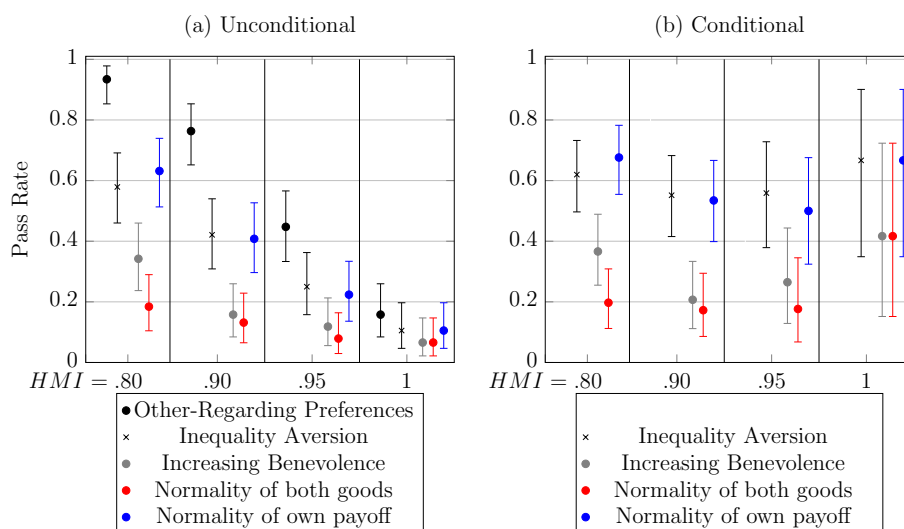 (a) Unconditional
(b) Conditional
Pass Rate
1
0.8
0.6
0.4
0.2
0
HMI = .80 .90 .95 1
1
0.8
0.6
0.4
0.2
0
HMI = .80 .90 .95 1
Other-Regarding Preferences
Inequality Aversion
Increasing Benevolence
Normality of both goods
Normality of own payoff
Inequality Aversion
Increasing Benevolence
Normality of both goods
Normality of own payoff